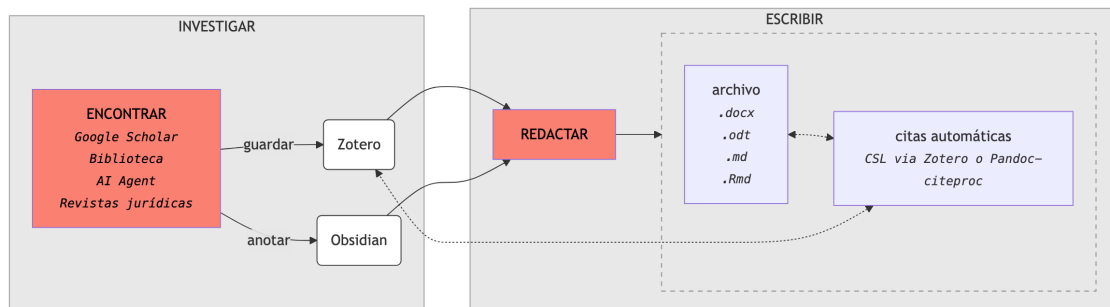 INVESTIGAR
ENCONTRAR
Google Scholar
Biblioteca
AI Agent
Revistas jurídicas
guardar
anotar
Zotero
Obsidian
ESCRIBIR
REDACTAR
archivo
.docx
.odt
.md
.Rmd
citas automáticas
CSL via Zotero o Pandoc-
citeproc